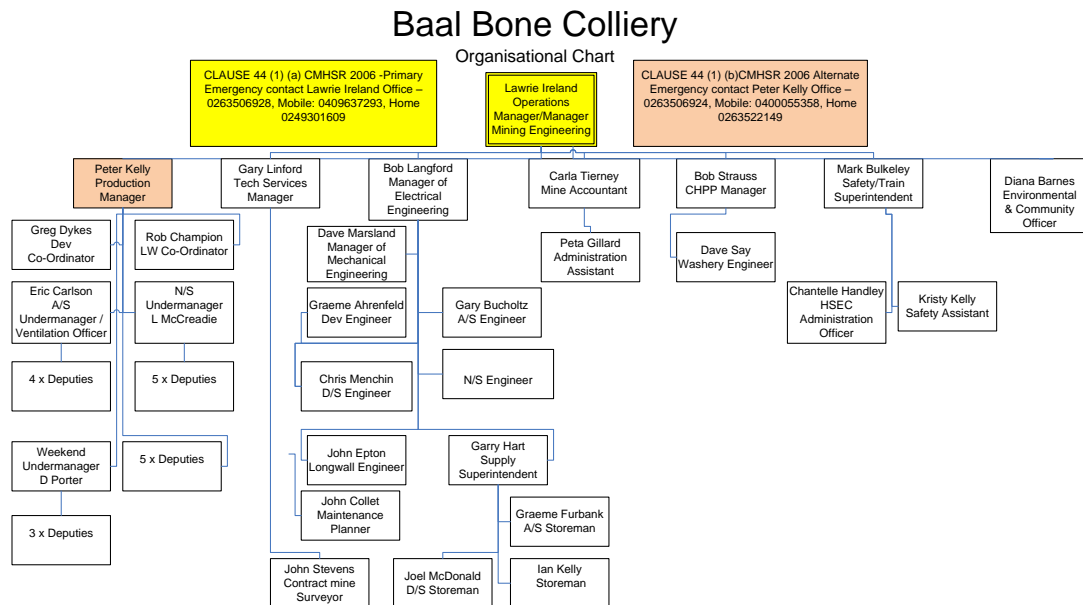 Baal Bone Colliery
Organisational Chart
CLAUSE 44 (1) (a) CMHSR 2006 -Primary
Emergency contact Lawrie Ireland Office –
0263506928, Mobile: 0409637293, Home
0249301609
Lawrie Ireland
Operations
Manager/Manager
Mining Engineering
CLAUSE 44 (1) (b)CMHSR 2006 Alternate
Emergency contact Peter Kelly Office –
0263506924, Mobile: 0400055358, Home
0263522149
Peter Kelly
Production
Manager
Gary Linford
Tech Services
Manager
Bob Langford
Manager of
Electrical
Engineering
Carla Tierney
Mine Accountant
Bob Strauss
CHPP Manager
Mark Bulkeley
Safety/Train
Superintendent
Diana Barnes
Environmental
& Community
Officer
Greg Dykes
Dev
Co-Ordinator
Rob Champion
LW Co-Ordinator
Dave Marsland
Manager of
Mechanical
Engineering
Peta Gillard
Administration
Assistant
Dave Say
Washery Engineer
Eric Carlson
A/S
Undermanager /
Ventilation Officer
N/S
Undermanager
L McCreadie
Graeme Ahrenfeld
Dev Engineer
Gary Bucholtz
A/S Engineer
Chantelle Handley
HSEC
Administration
Officer
Kristy Kelly
Safety Assistant
4 x Deputies
5 x Deputies
Chris Menchin
D/S Engineer
N/S Engineer
Weekend
Undermanager
D Porter
5 x Deputies
John Epton
Longwall Engineer
Garry Hart
Supply
Superintendent
3 x Deputies
John Collet
Maintenance
Planner
Graeme Furbank
A/S Storeman
John Stevens
Contract mine
Surveyor
Joel McDonald
D/S Storeman
Ian Kelly
Storeman